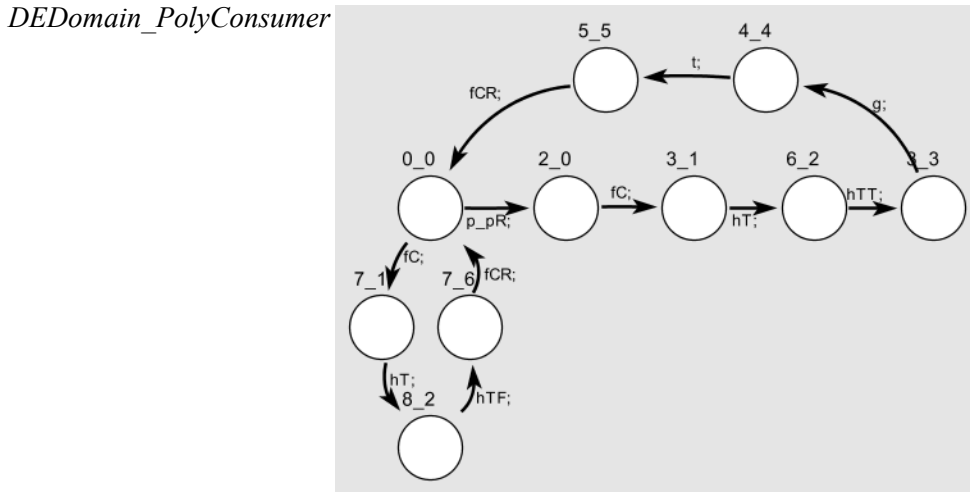 DEDomain_PolyConsumer
5_5
4_4
t;
fCR;
g;
0_0
2_0
3_1
6_2
3_3
p_pR;
fC;
hT;
hTT;
fC;
7_1
7_6
fCR;
hT;
8_2
hTF;